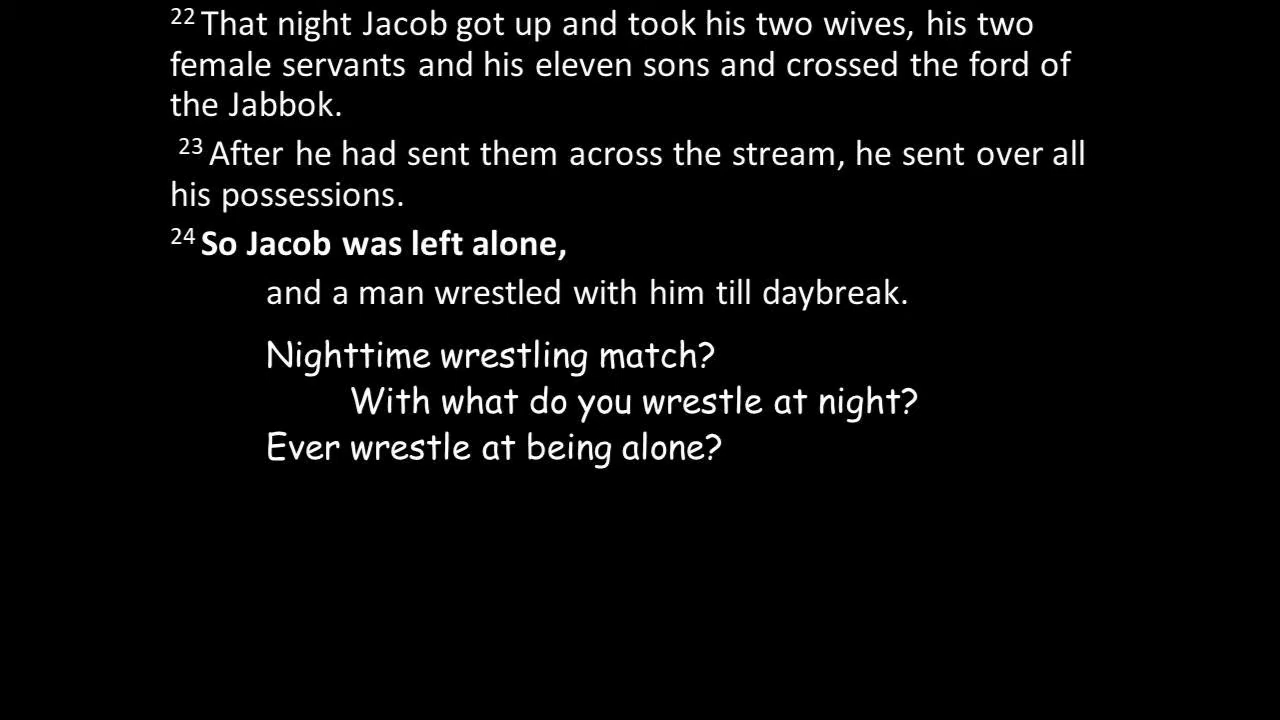 22 That night Jacob got up and took his two wives, his two
female servants and his eleven sons and crossed the ford of
the Jabbok.
23 After he had sent them across the stream, he sent over all
his possessions.
24 So Jacob was left alone,
and a man wrestled with him till daybreak.
Nighttime wrestling match?
With what do you wrestle at night?
Ever wrestle at being alone?